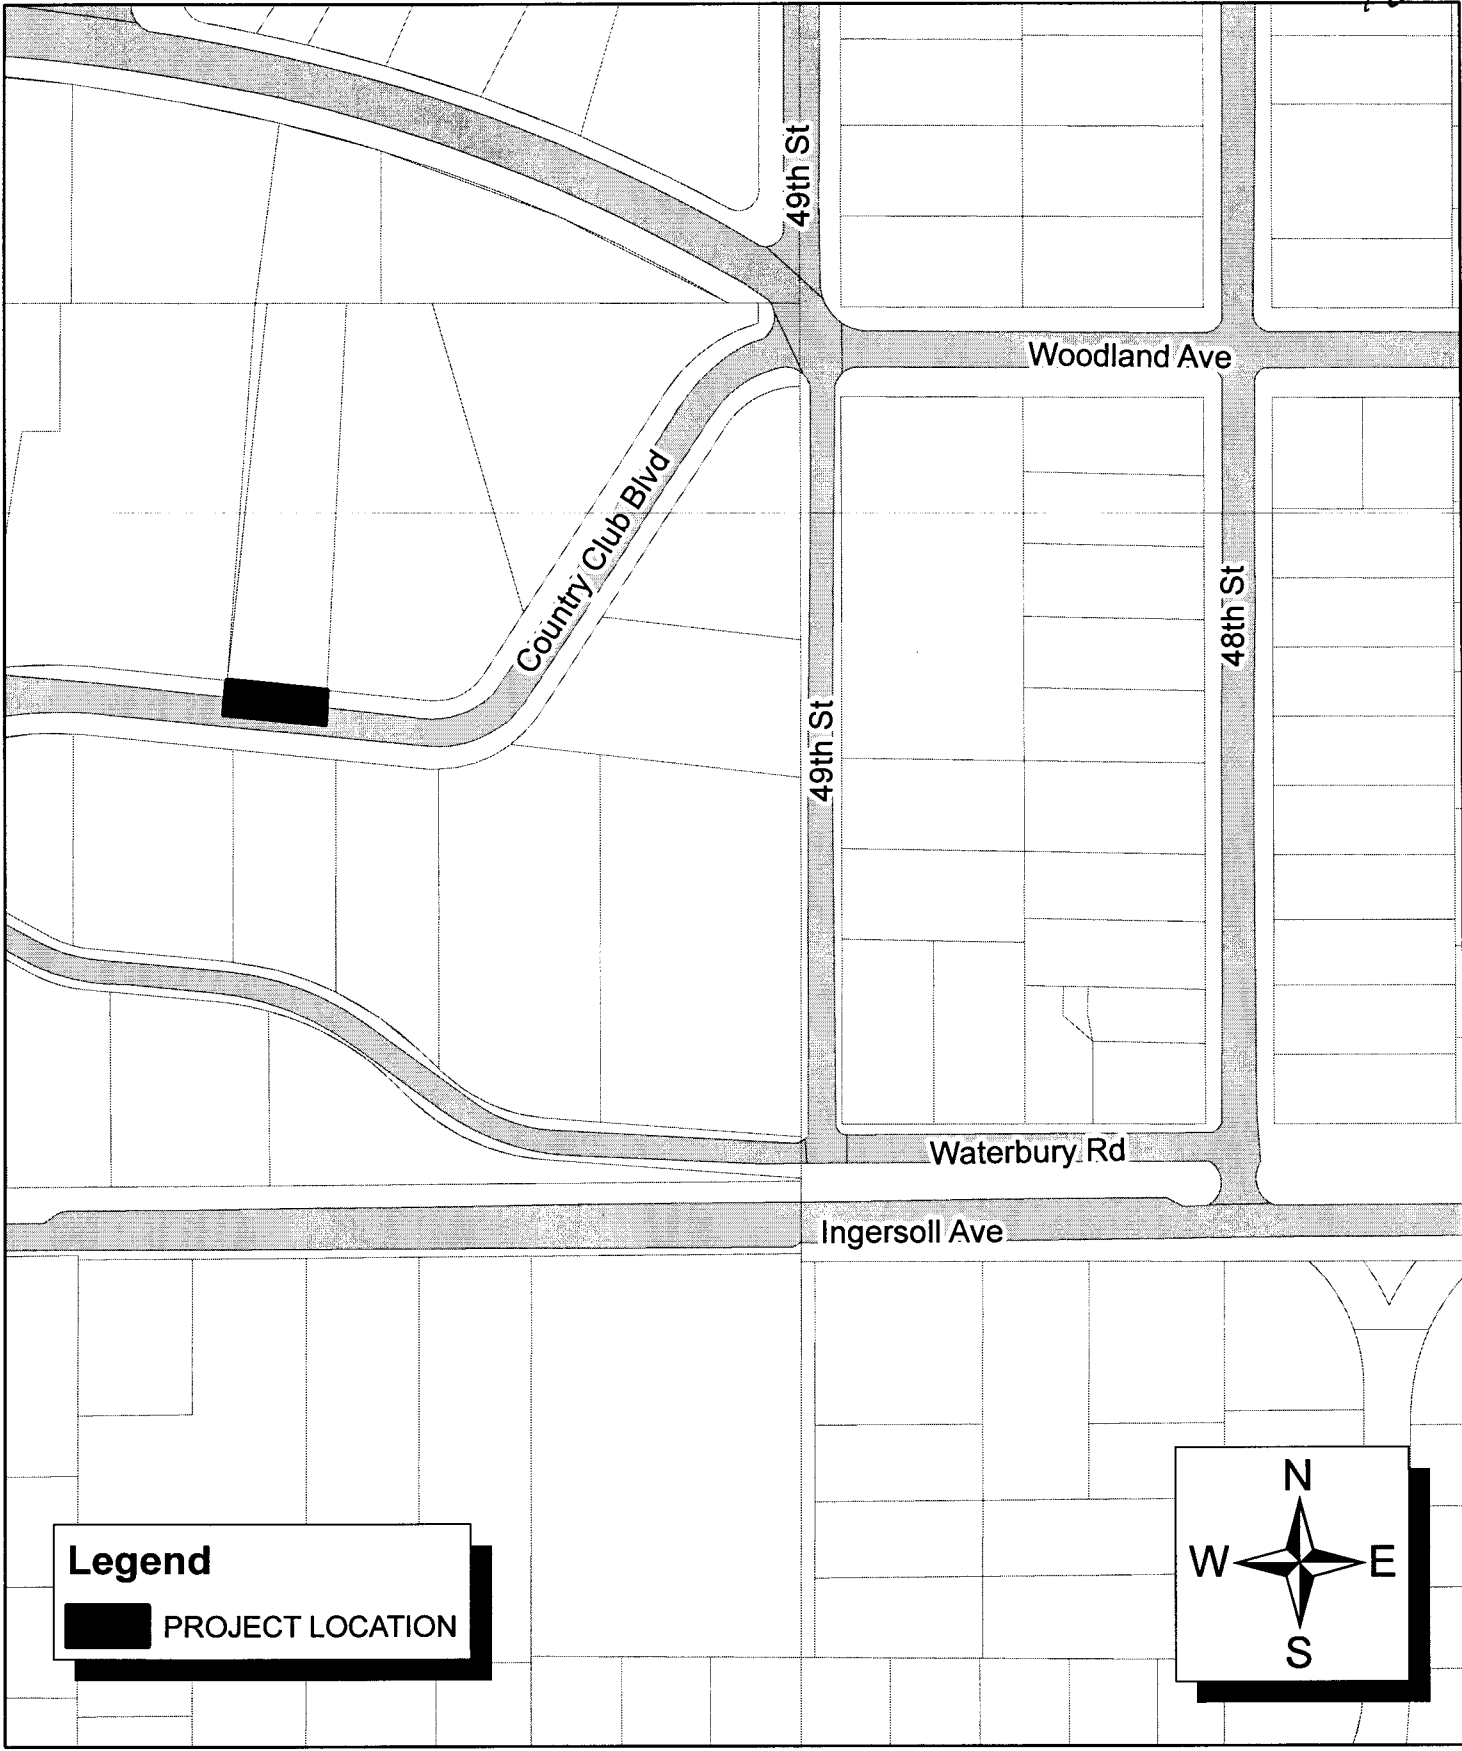 49th St
Woodland Ave
Country Club Blvd
48th St
49th St
Waterbury Rd
Ingersoll Ave
N
W E
S
Legend
PROJECT LOCATION